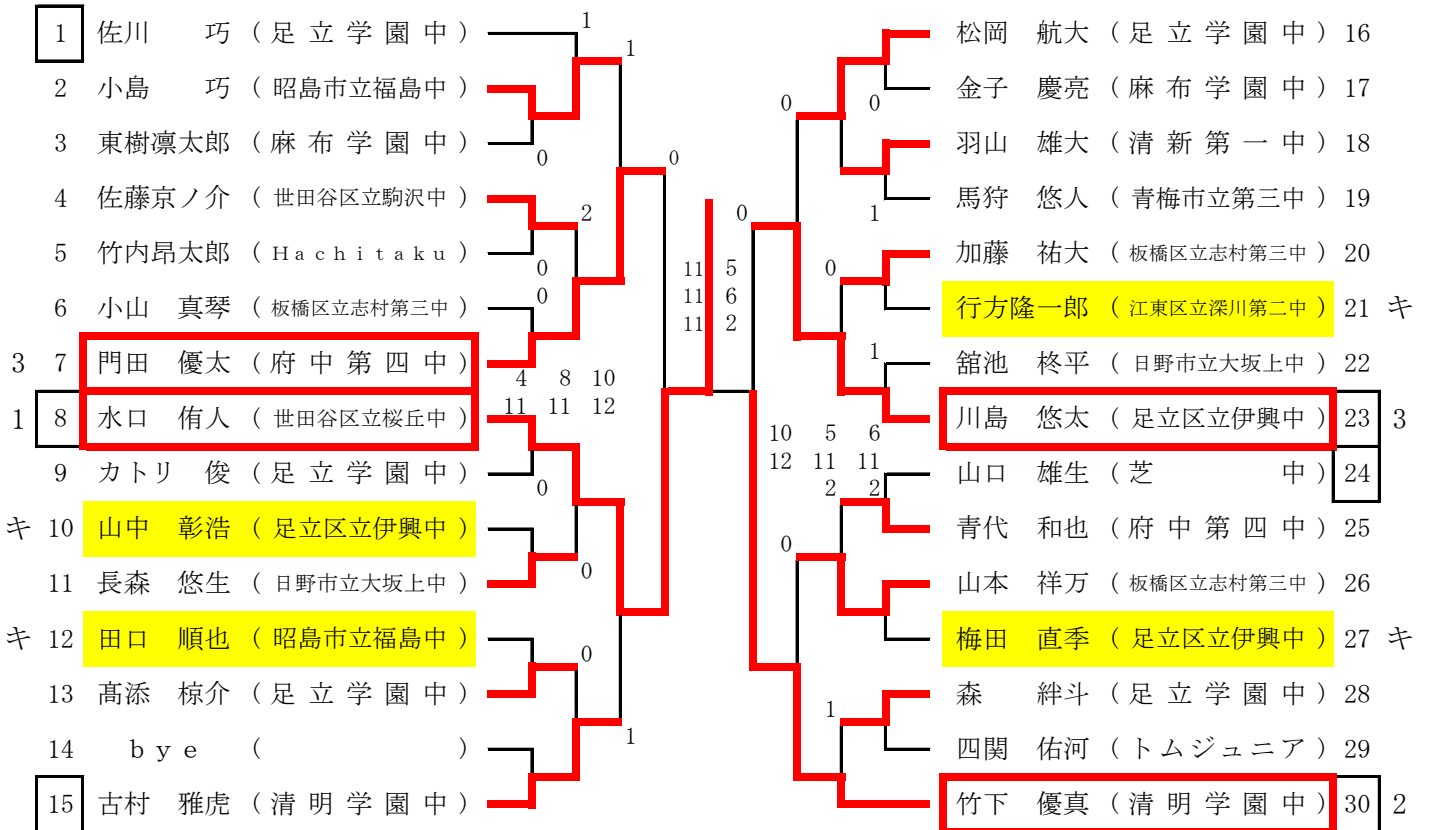 1 佐川 巧 (足立学園中)
2 小島 巧 (昭島市立福島中)
3 東樹凛太郎 (麻布学園中)
4 佐藤京ノ介 (世田谷区立駒沢中)
5 竹内昂太郎 (Hachitaku)
6 小山 真琴 (板橋区立志村第三中)
3 7 門田 優太 (府中第四中)
1 8 水口 侑人 (世田谷区立桜丘中)
9 カトリ 俊 (足立学園中)
キ 10 山中 彰浩 (足立区立伊興中)
11 長森 悠生 (日野市立大坂上中)
キ 12 田口 順也 (昭島市立福島中)
13 髙添 椋介 (足立学園中)
14 bye ( )
15 古村 雅虎 (清明学園中)
1
1
0
0
2
0
0
4 8 10
11 11 12
0
0
0
1
11 5
11 6
11 2
0
0
0
1
0
1
10 5 6
12 11 11
2 2
0
1
松岡 航大 (足立学園中) 16
金子 慶亮 (麻布学園中) 17
羽山 雄大 (清新第一中) 18
馬狩 悠人 (青梅市立第三中) 19
加藤 祐大 (板橋区立志村第三中) 20
行方隆一郎 (江東区立深川第二中) 21 キ
舘池 柊平 (日野市立大坂上中) 22
川島 悠太 (足立区立伊興中) 23 3
山口 雄生 (芝 中) 24
青代 和也 (府中第四中) 25
山本 祥万 (板橋区立志村第三中) 26
梅田 直季 (足立区立伊興中) 27 キ
森 絆斗 (足立学園中) 28
四関 佑河 (トムジュニア) 29
竹下 優真 (清明学園中) 30 2